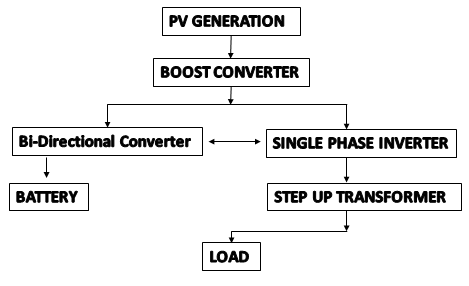 PV GENERATION
BOOST CONVERTER
Bi-Directional Converter
SINGLE PHASE INVERTER
BATTERY
STEP UP TRANSFORMER
LOAD